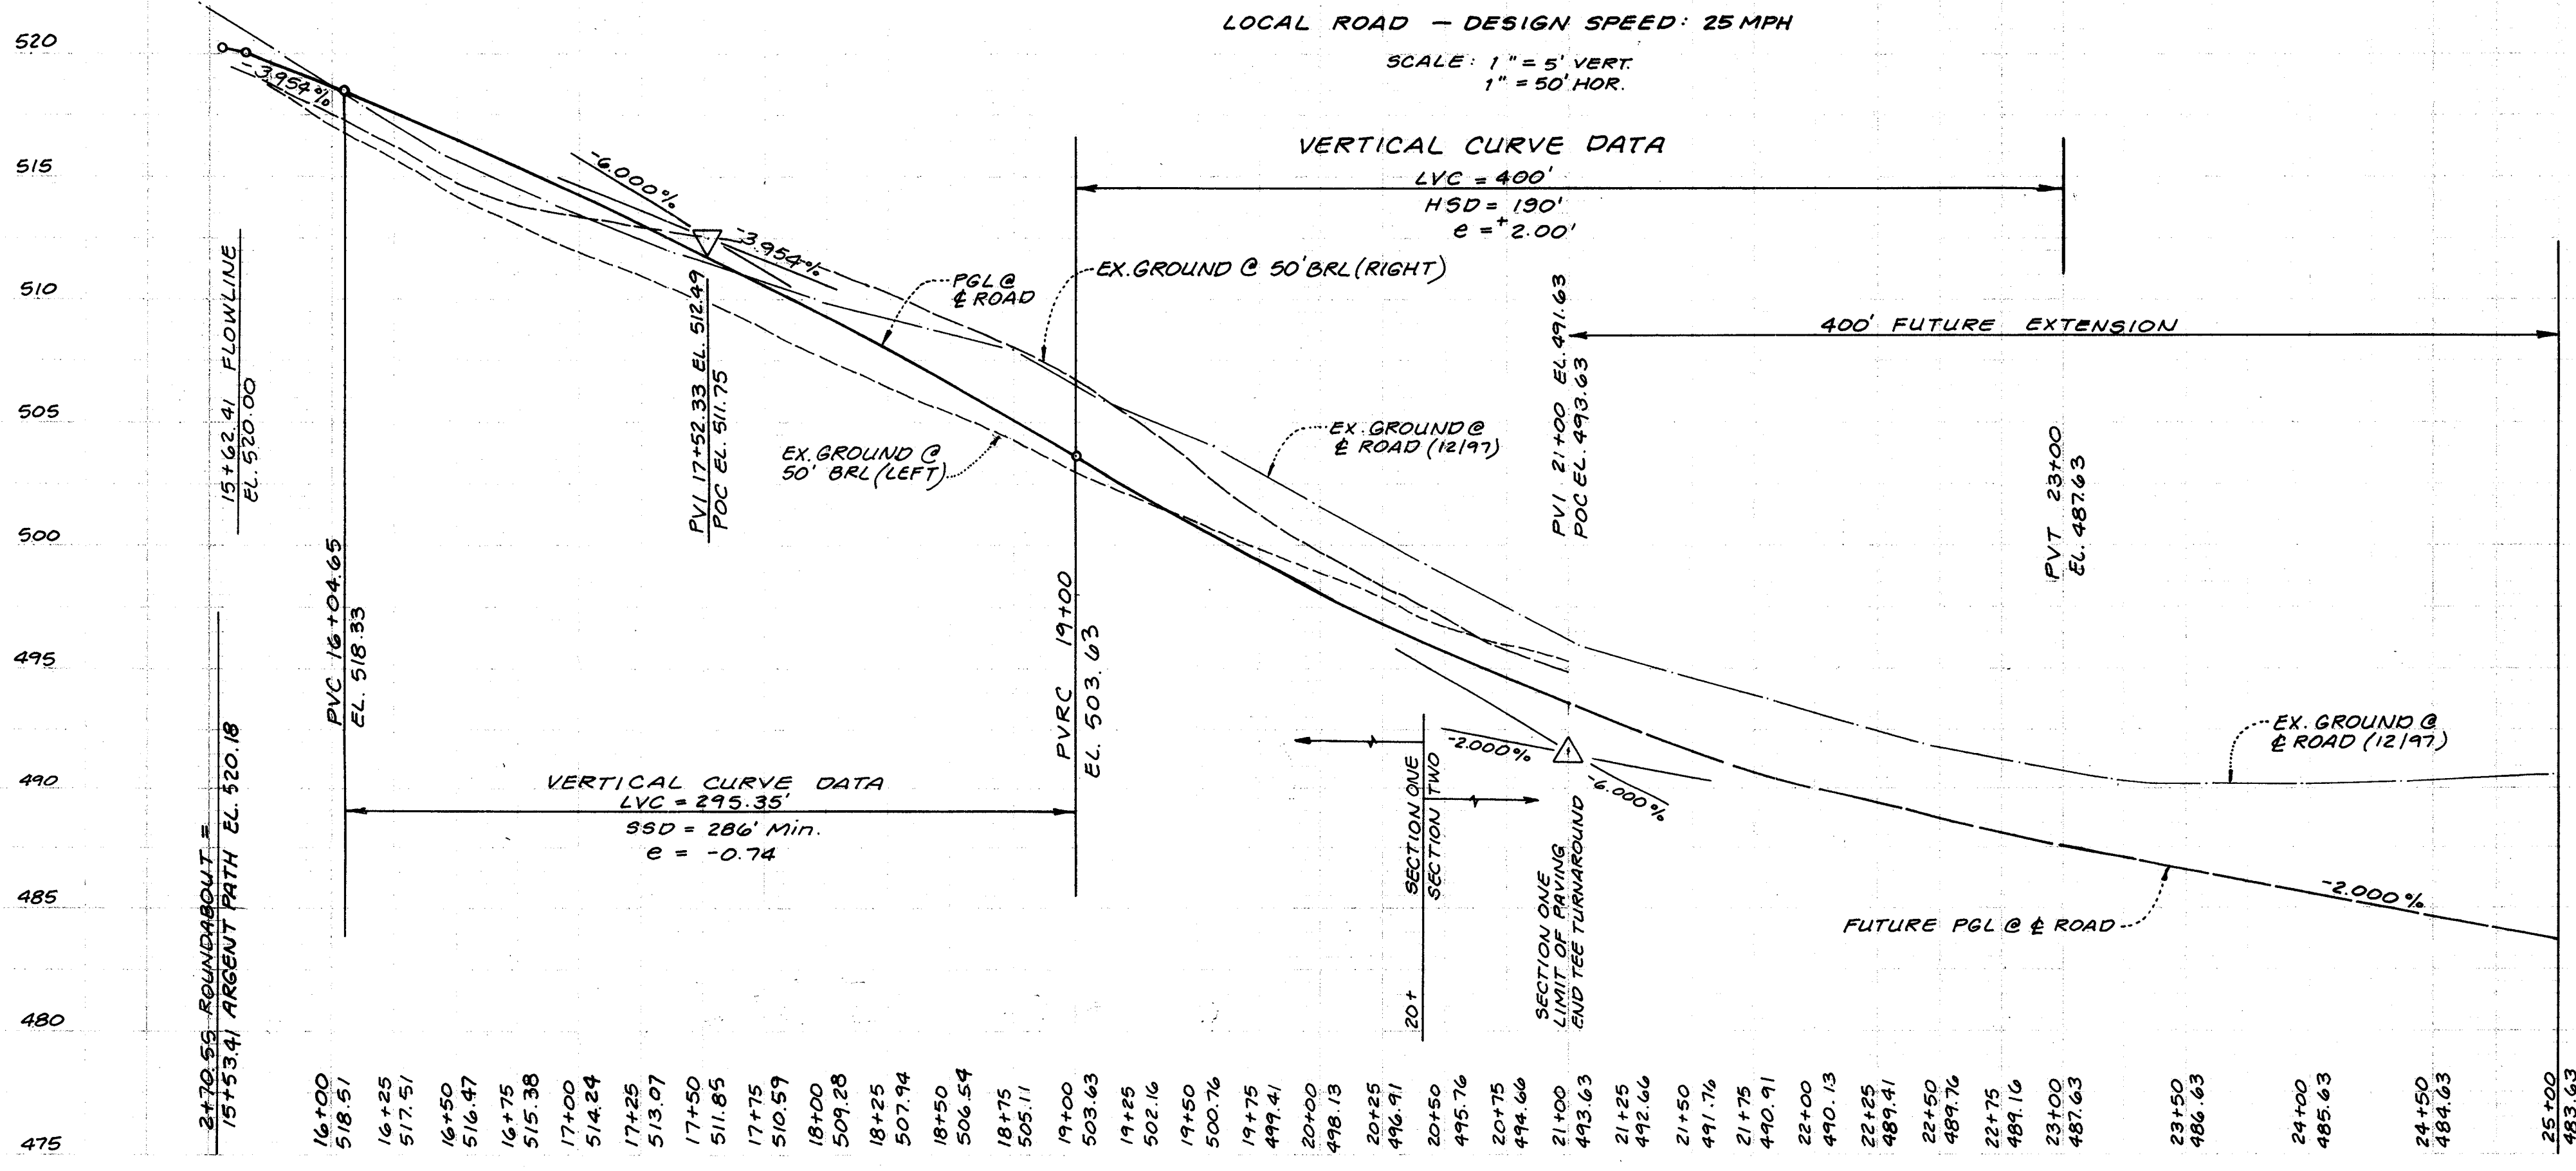 LOCAL ROAD — DESIGN SPEED: 25 MPH
SCALE: 1" = 5' VERT.
1" = 50' HOR.
520
515
510
505
500
495
490
485
480
475
-3.954%
-6.000%
-3.954%
VERTICAL CURVE DATA
LVC = 400'
HSD = 190'
e = +2.00'
15+62.41 FLOWLINE
EL. 520.00
PVI 17+52.33 EL. 512.49
POC EL. 511.75
PGL @
℄ ROAD
EX. GROUND @ 50' BRL (RIGHT)
PVI 21+00 EL. 491.63
POC EL. 493.63
400' FUTURE EXTENSION
EX. GROUND @
50' BRL (LEFT)
EX. GROUND @
℄ ROAD (12/97)
PVT 23+00
EL. 487.63
PVC 16+04.65
EL. 518.33
PVRC 19+00
EL. 503.63
2+70.55 ROUNDABOUT =
15+53.41 ARGENT PATH EL. 520.18
VERTICAL CURVE DATA
LVC = 295.35'
SSD = 286' Min.
e = -0.74
-2.000%
-6.000%
20+
SECTION ONE
SECTION TWO
SECTION ONE
LIMIT OF PAVING
END TEE TURNAROUND
EX. GROUND @
℄ ROAD (12/97)
-2.000%
FUTURE PGL @ ℄ ROAD
16+00
518.51
16+25
517.51
16+50
516.47
16+75
515.38
17+00
514.24
17+25
513.07
17+50
511.85
17+75
510.59
18+00
509.28
18+25
507.94
18+50
506.54
18+75
505.11
19+00
503.63
19+25
502.16
19+50
500.76
19+75
499.41
20+00
498.13
20+25
496.91
20+50
495.76
20+75
494.66
21+00
493.63
21+25
492.66
21+50
491.76
21+75
490.91
22+00
490.13
22+25
489.41
22+50
489.76
22+75
489.16
23+00
487.63
23+50
486.63
24+00
485.63
24+50
484.63
25+00
483.63